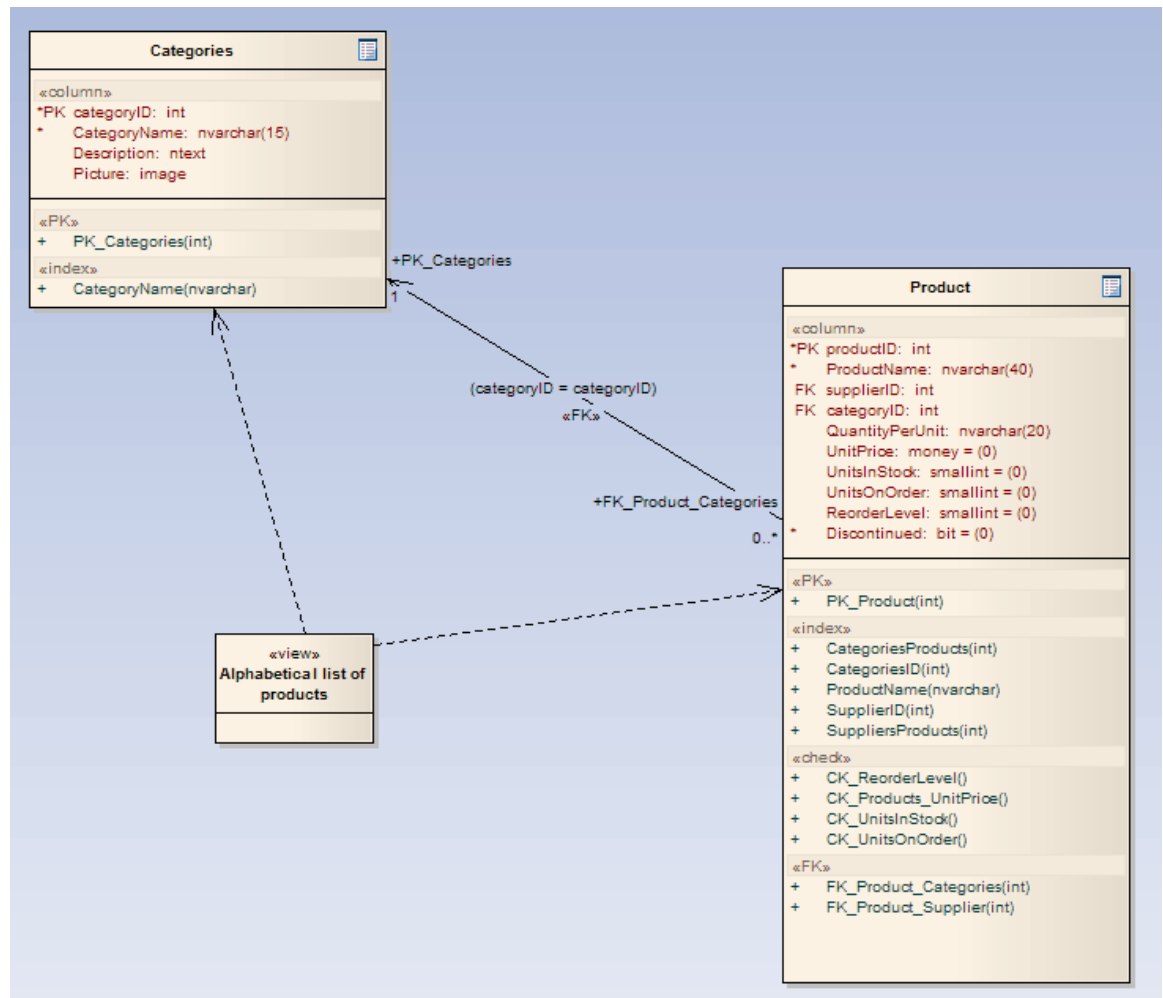 Categories
«column»
*PK categoryID: int
* CategoryName: nvarchar(15)
Description: ntext
Picture: image
«PK»
+ PK_Categories(int)
«index»
+ CategoryName(nvarchar)
+PK_Categories
1
(categoryID = categoryID)
«FK»
+FK_Product_Categories
0..*
Product
«column»
*PK productID: int
* ProductName: nvarchar(40)
FK supplierID: int
FK categoryID: int
QuantityPerUnit: nvarchar(20)
UnitPrice: money = (0)
UnitsInStock: smallint = (0)
UnitsOnOrder: smallint = (0)
ReorderLevel: smallint = (0)
* Discontinued: bit = (0)
«PK»
+ PK_Product(int)
«index»
+ CategoriesProducts(int)
+ CategoriesID(int)
+ ProductName(nvarchar)
+ SupplierID(int)
+ SuppliersProducts(int)
«check»
+ CK_ReorderLevel()
+ CK_Products_UnitPrice()
+ CK_UnitsInStock()
+ CK_UnitsOnOrder()
«FK»
+ FK_Product_Categories(int)
+ FK_Product_Supplier(int)
«view»
Alphabetical list of
products